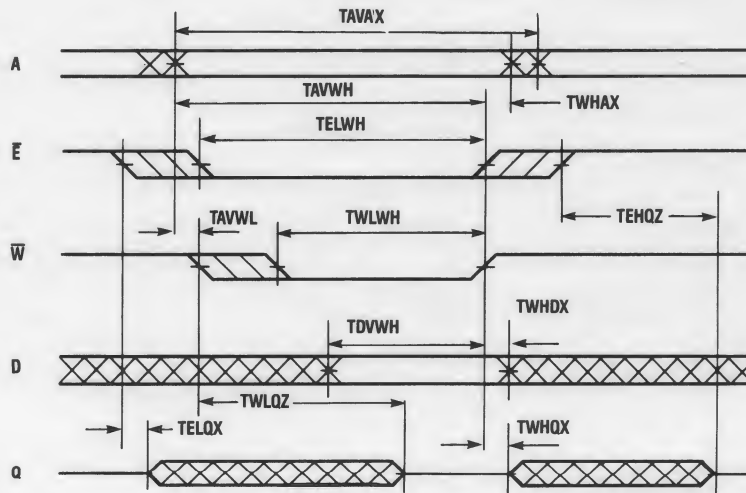 TAVAX
A
TAVWH
TWHAX
TELWH
E̅
TAVWL
TWLWH
TEHQZ
W̅
TDVWH
TWHDX
D
TWLQZ
TELQX
TWHQX
Q